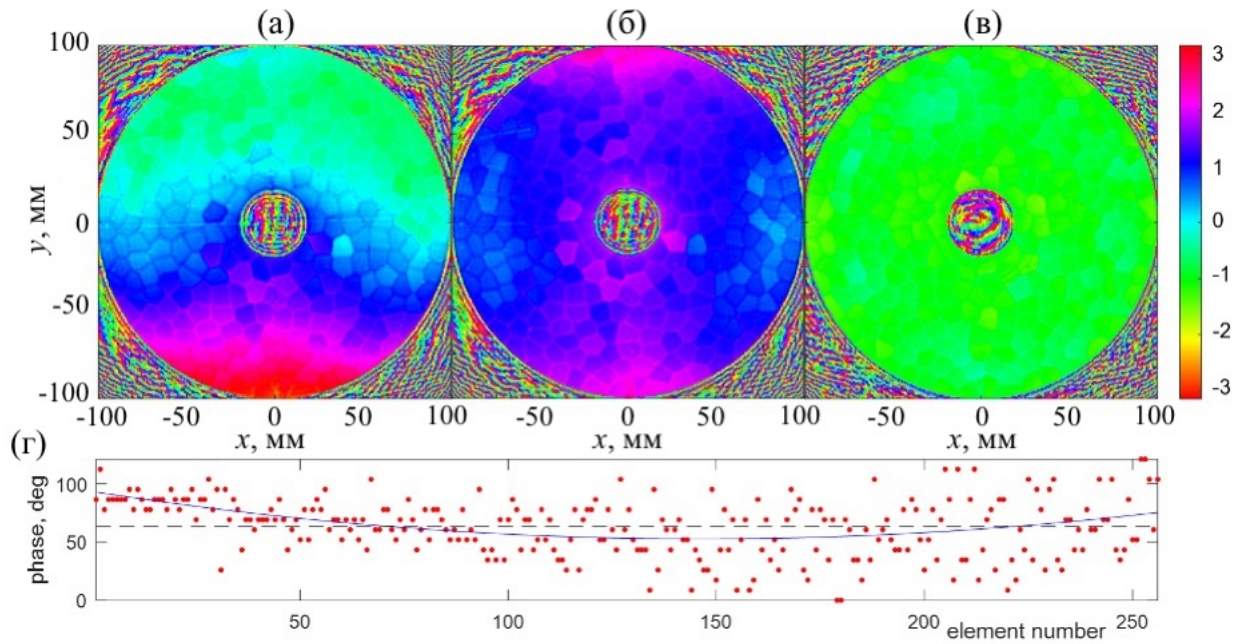 (а) (б) (в)
100 3
50 2
1
y, мм 0 0
-1
-50 -2
-100 -3
-100 -50 0 50 100 -50 0 50 100 -50 0 50 100
x, мм x, мм x, мм
(г)
100
phase, deg 50
0
50 100 150 200 250
element number